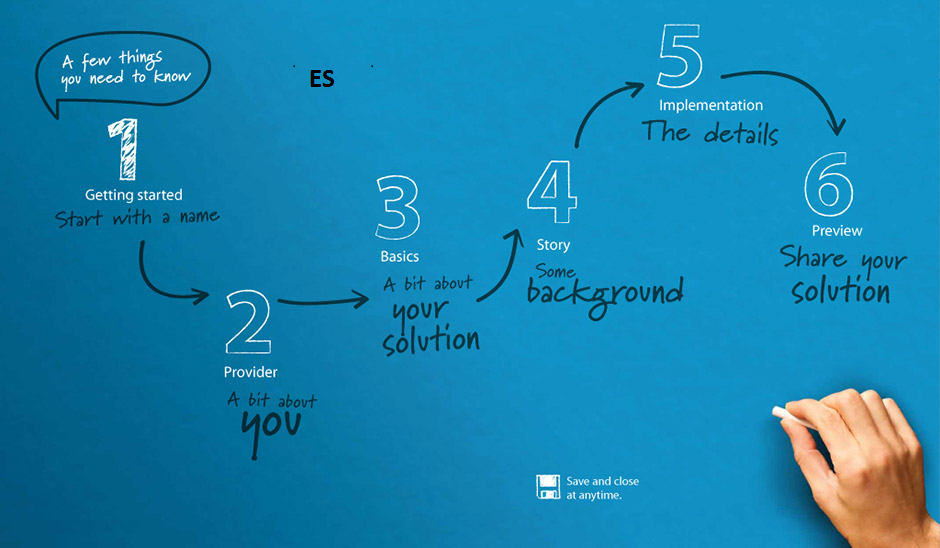 A few things
you need to know
ES
1
Getting started
Start with a name
2
Provider
A bit about
you
3
Basics
A bit about
your
solution
4
Story
Some
background
5
Implementation
The details
6
Preview
Share your
solution
Save and close
at anytime.